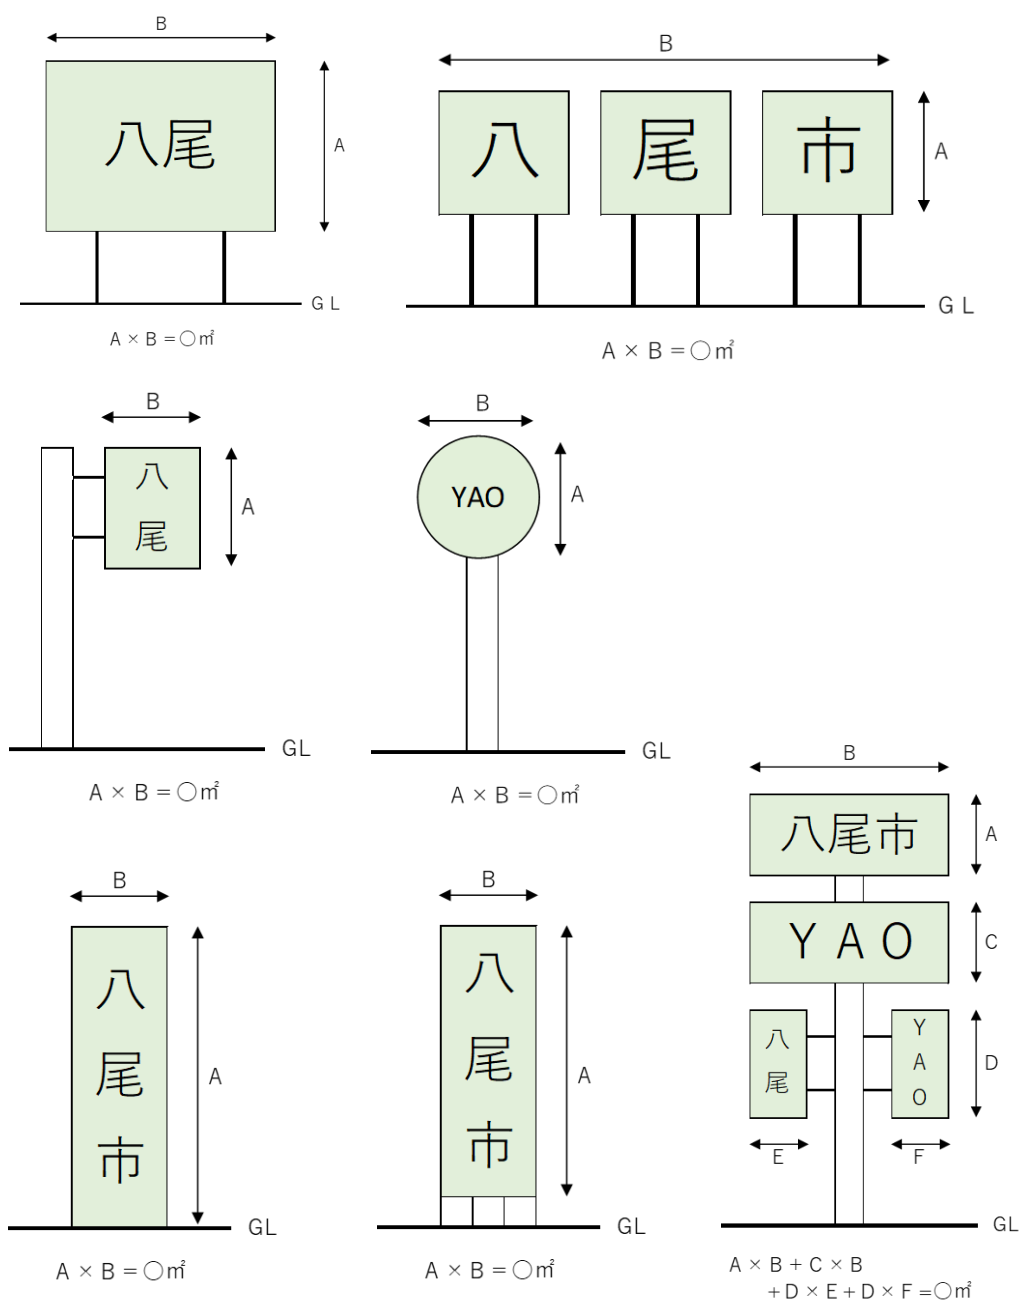 B
八尾
A
GL
A × B = ○㎡
B
八 尾 市
A
GL
A × B = ○㎡
B
八
尾
A
GL
A × B = ○㎡
B
YAO
A
GL
A × B = ○㎡
B
八
尾
市
A
GL
A × B = ○㎡
B
八
尾
市
A
GL
A × B = ○㎡
B
八尾市
A
YAO
C
八
尾
Y
A
O
D
E
F
GL
A × B + C × B
+ D × E + D × F = ○㎡